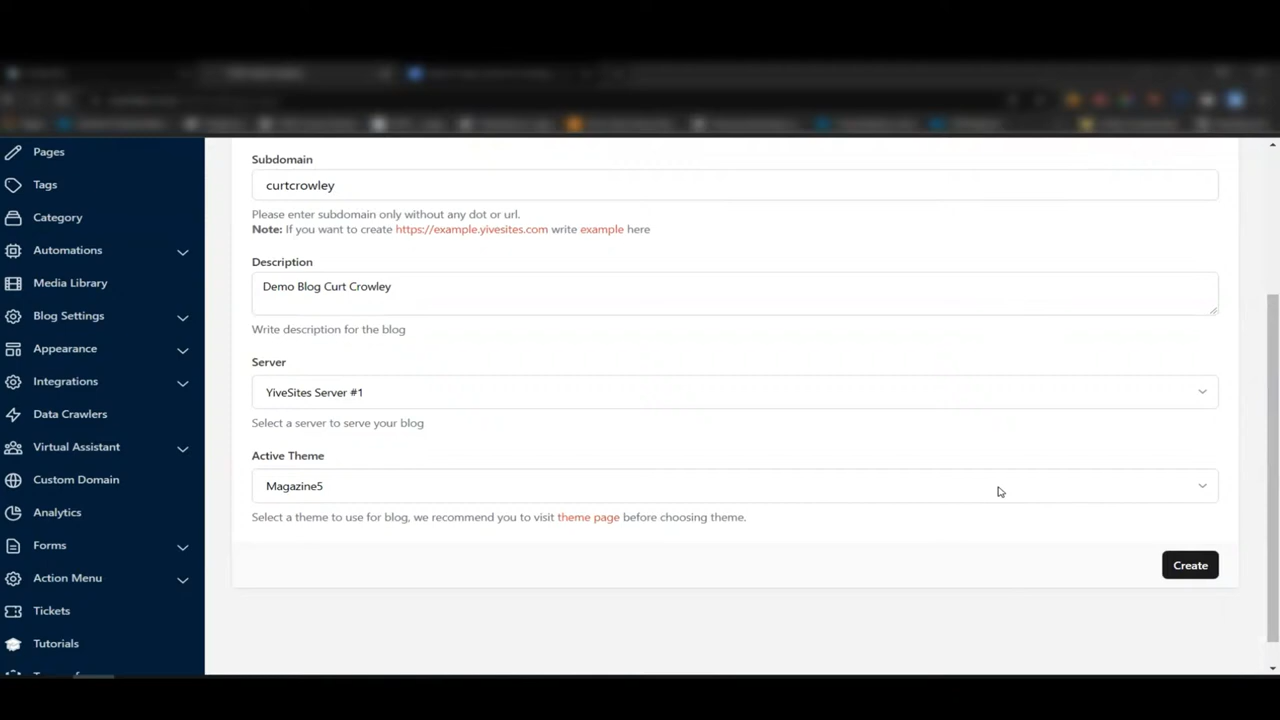 Pages
Tags
Category
Automations
Media Library
Blog Settings
Appearance
Integrations
Data Crawlers
Virtual Assistant
Custom Domain
Analytics
Forms
Action Menu
Tickets
Tutorials
Subdomain
curtcrowley
Please enter subdomain only without any dot or url.
Note: If you want to create https://example.yivesites.com write example here
Description
Demo Blog Curt Crowley
Write description for the blog
Server
YiveSites Server #1
Select a server to serve your blog
Active Theme
Magazine5
Select a theme to use for blog, we recommend you to visit theme page before choosing theme.
Create